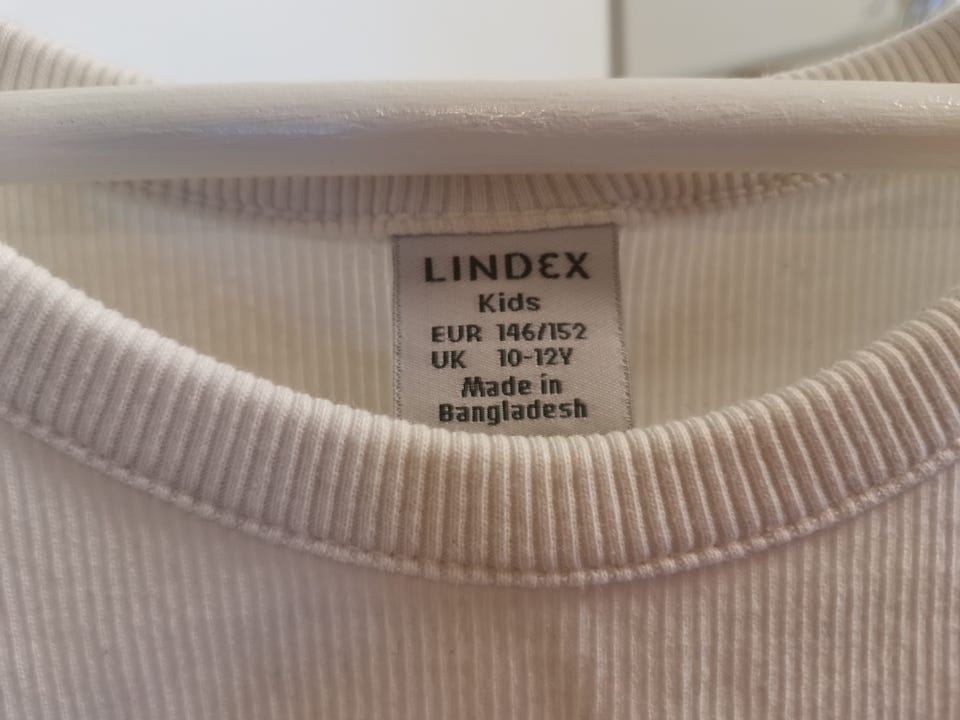 LINDEX
Kids
EUR 146/152
UK 10-12Y
Made in
Bangladesh